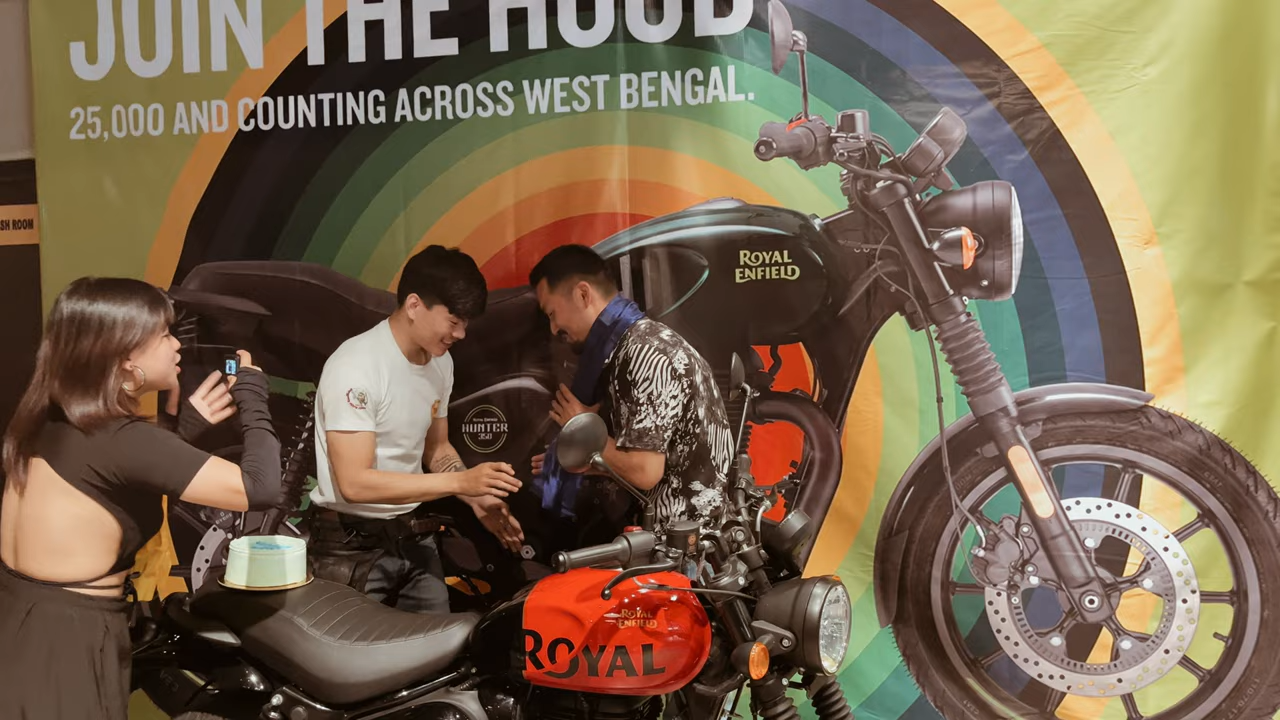 JOIN THE HOOD.
25,000 AND COUNTING ACROSS WEST BENGAL.
SH ROOM
ROYAL
ENFIELD
HUNTER
350
ROYAL
ENFIELD
ROYAL